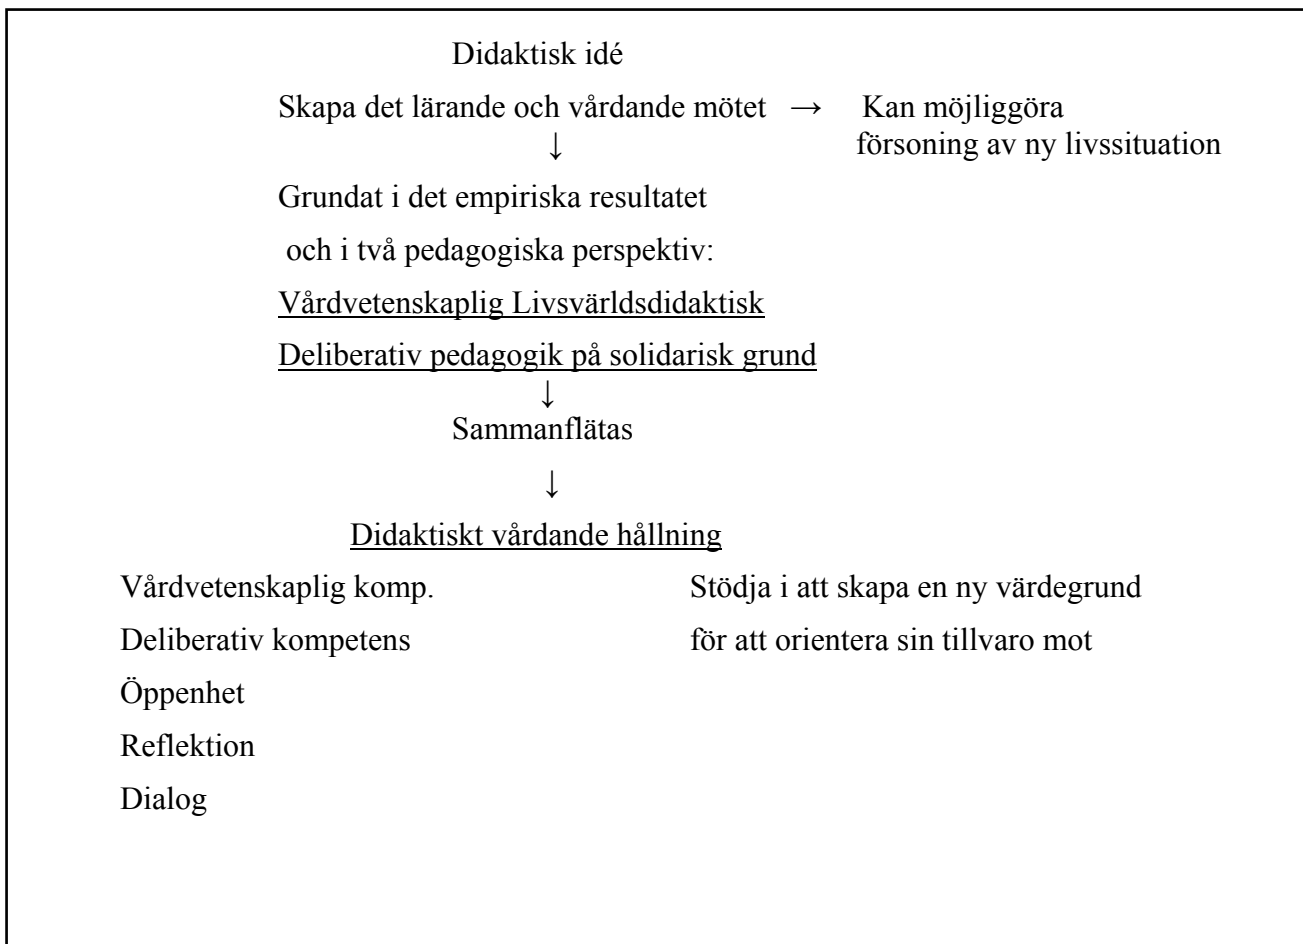 Didaktisk idé
Skapa det lärande och vårdande mötet → Kan möjliggöra
↓ försoning av ny livssituation
Grundat i det empiriska resultatet
och i två pedagogiska perspektiv:
Vårdvetenskaplig Livsvärldsdidaktisk
Deliberativ pedagogik på solidarisk grund
↓
Sammanflätas
↓
Didaktiskt vårdande hållning
Vårdvetenskaplig komp. Stödja i att skapa en ny värdegrund
Deliberativ kompetens för att orientera sin tillvaro mot
Öppenhet
Reflektion
Dialog